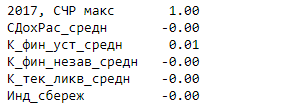 2017, СЧР макс 1.00
СДохРас_средн -0.00
К_фин_уст_средн 0.01
К_фин_незав_средн -0.00
К_тек_ликв_средн -0.00
Инд_сбереж -0.00